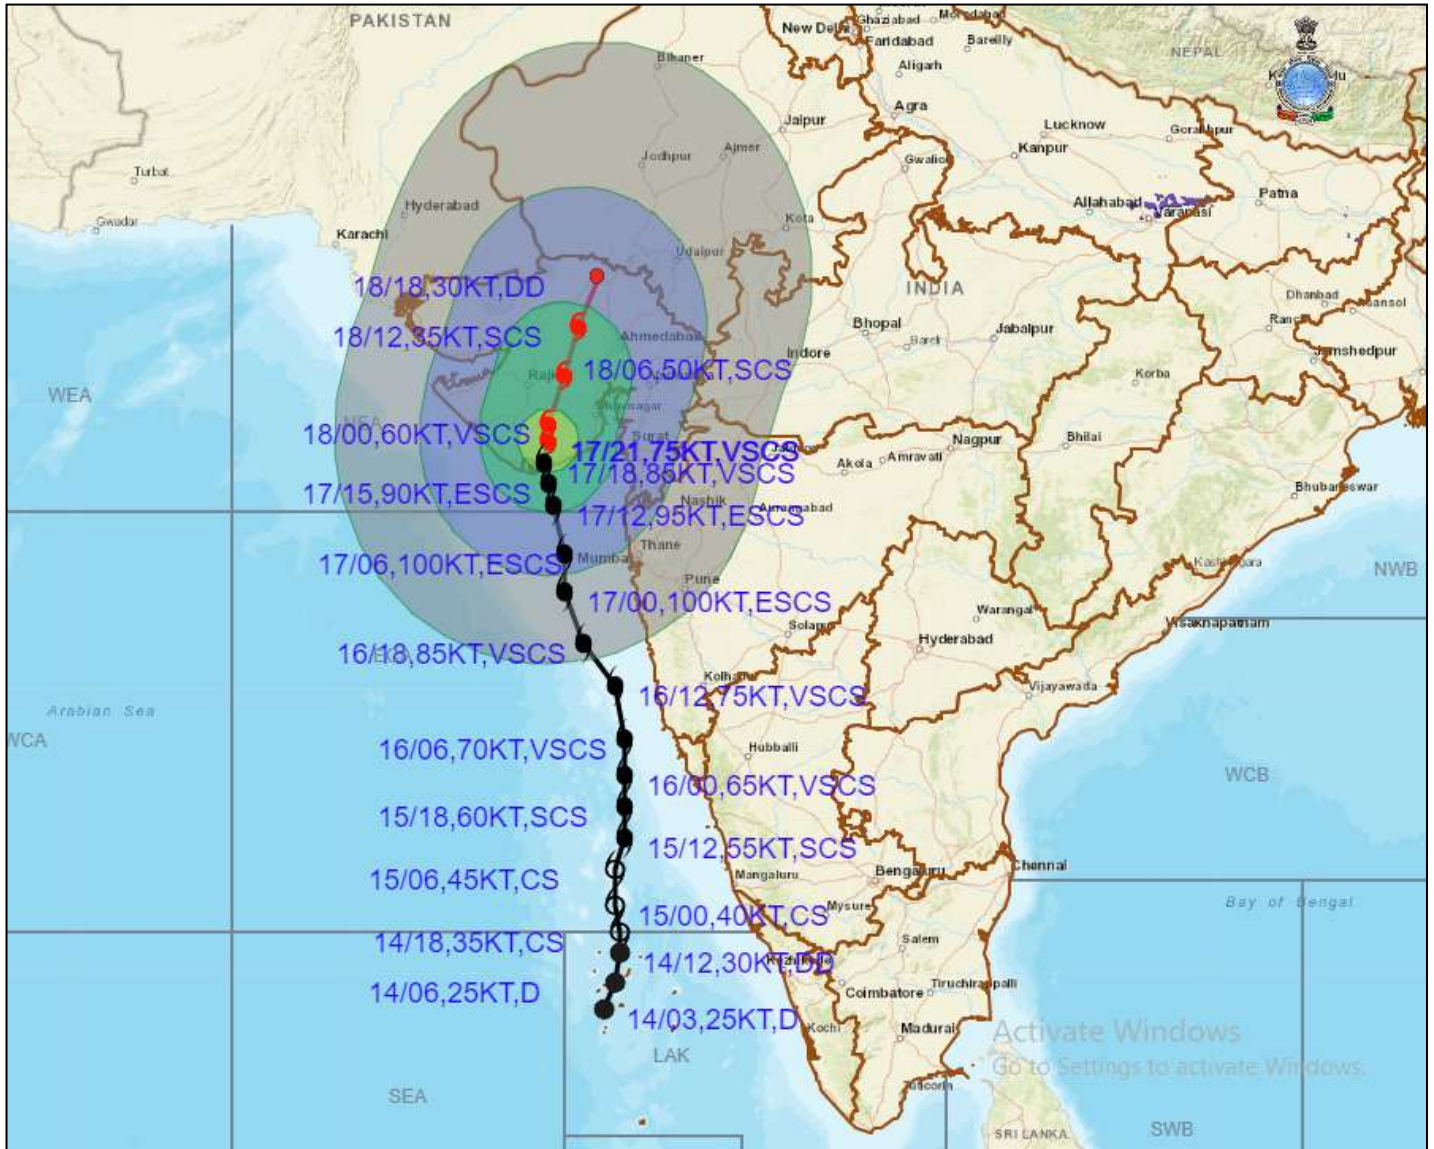 PAKISTAN
New Delhi
Ghaziabad
Moradabad
Faridabad
Bareilly
NEPAL
Bikaner
Aligarh
Agra
Jaipur
Lucknow
Turbat
Jodhpur
Ajmer
Kanpur
Gwalior
Patna
Gwadar
Hyderabad
Kota
Allahabad
Varanasi
Karachi
Udaipur
18/18,30KT,DD
INDIA
Dhanbad
18/12,35KT,SCS
Ahmedabad
Bhopal
Jabalpur
Indore
Jamshedpur
18/06,50KT,SCS
Korba
WEA
18/00,60KT,VSCS
Surat
17/21,75KT,VSCS
Nagpur
Bhilai
Akola
Amravati
17/18,85KT,VSCS
17/15,90KT,ESCS
Nashik
Bhubaneswar
17/12,95KT,ESCS
Thane
17/06,100KT,ESCS
Mumbai
Pune
NWB
17/00,100KT,ESCS
Warangal
Solapur
Visakhapatnam
Hyderabad
16/18,85KT,VSCS
Kolhapur
Vijayawada
16/12,75KT,VSCS
Arabian Sea
WCA
16/06,70KT,VSCS
Hubballi
WCB
16/00,65KT,VSCS
15/18,60KT,SCS
15/12,55KT,SCS
Chennai
Mangaluru
Bengaluru
15/06,45KT,CS
Bay of Bengal
Mysuru
15/00,40KT,CS
14/18,35KT,CS
Salem
14/12,30KT,DD
Tiruchirappalli
14/06,25KT,D
Coimbatore
14/03,25KT,D
Kochi
Madurai
Activate Windows
LAK
Go to Settings to activate Windows.
SEA
Tuticorin
SRI LANKA
SWB